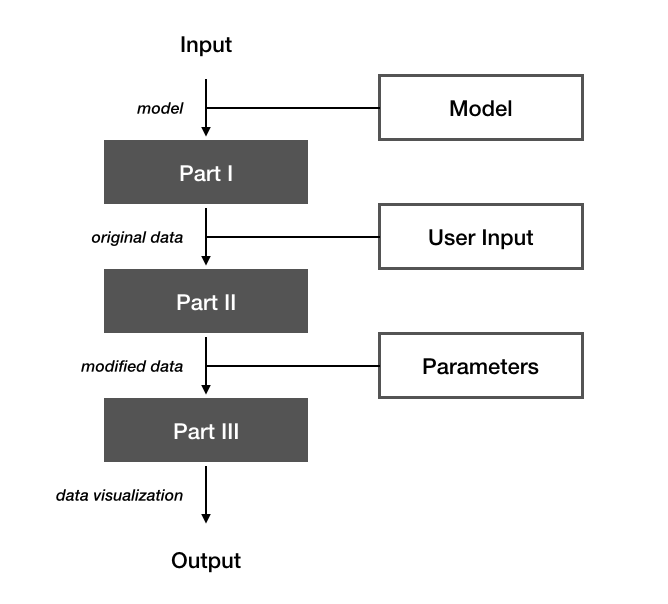 Input
model
Model
Part I
original data
User Input
Part II
modified data
Parameters
Part III
data visualization
Output